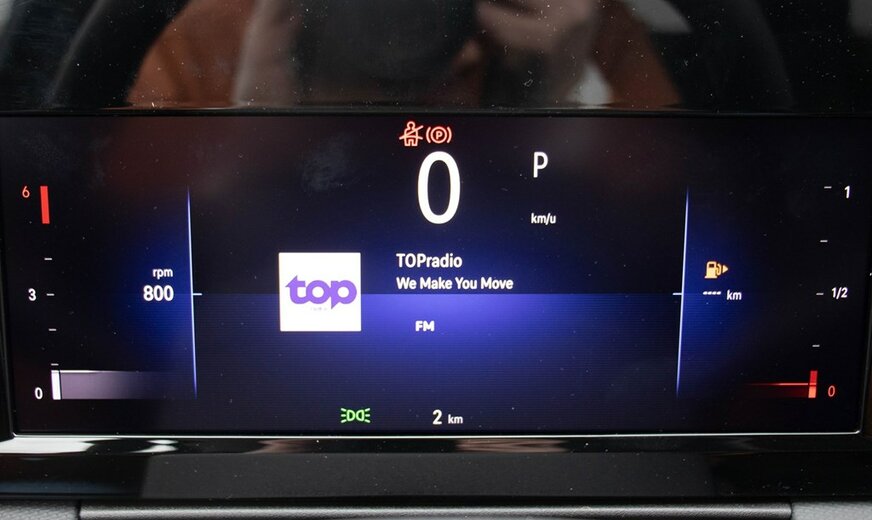 0
P
km/u
6
3
0
rpm
800
top
TOPradio
We Make You Move
FM
1
1/2
0
---- km
2 km